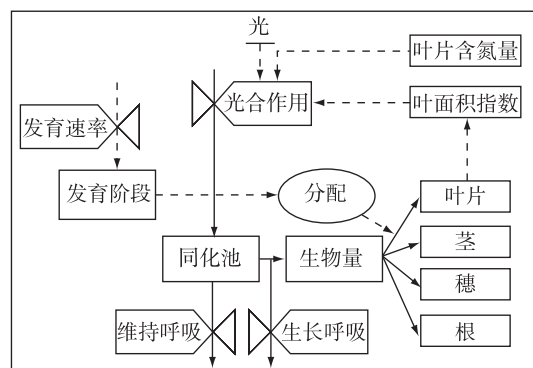 光
叶片含氮量
光合作用
叶面积指数
发育速率
发育阶段
分配
叶片
同化池
生物量
茎
穗
维持呼吸
生长呼吸
根